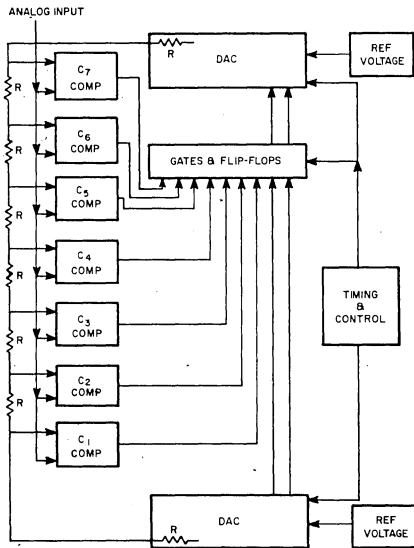 ANALOG INPUT
R
DAC
REF
VOLTAGE
R
C7
COMP
R
C6
COMP
GATES & FLIP-FLOPS
C5
COMP
R
C4
COMP
R
TIMING
&
CONTROL
C3
COMP
R
C2
COMP
R
C1
COMP
R
DAC
REF
VOLTAGE